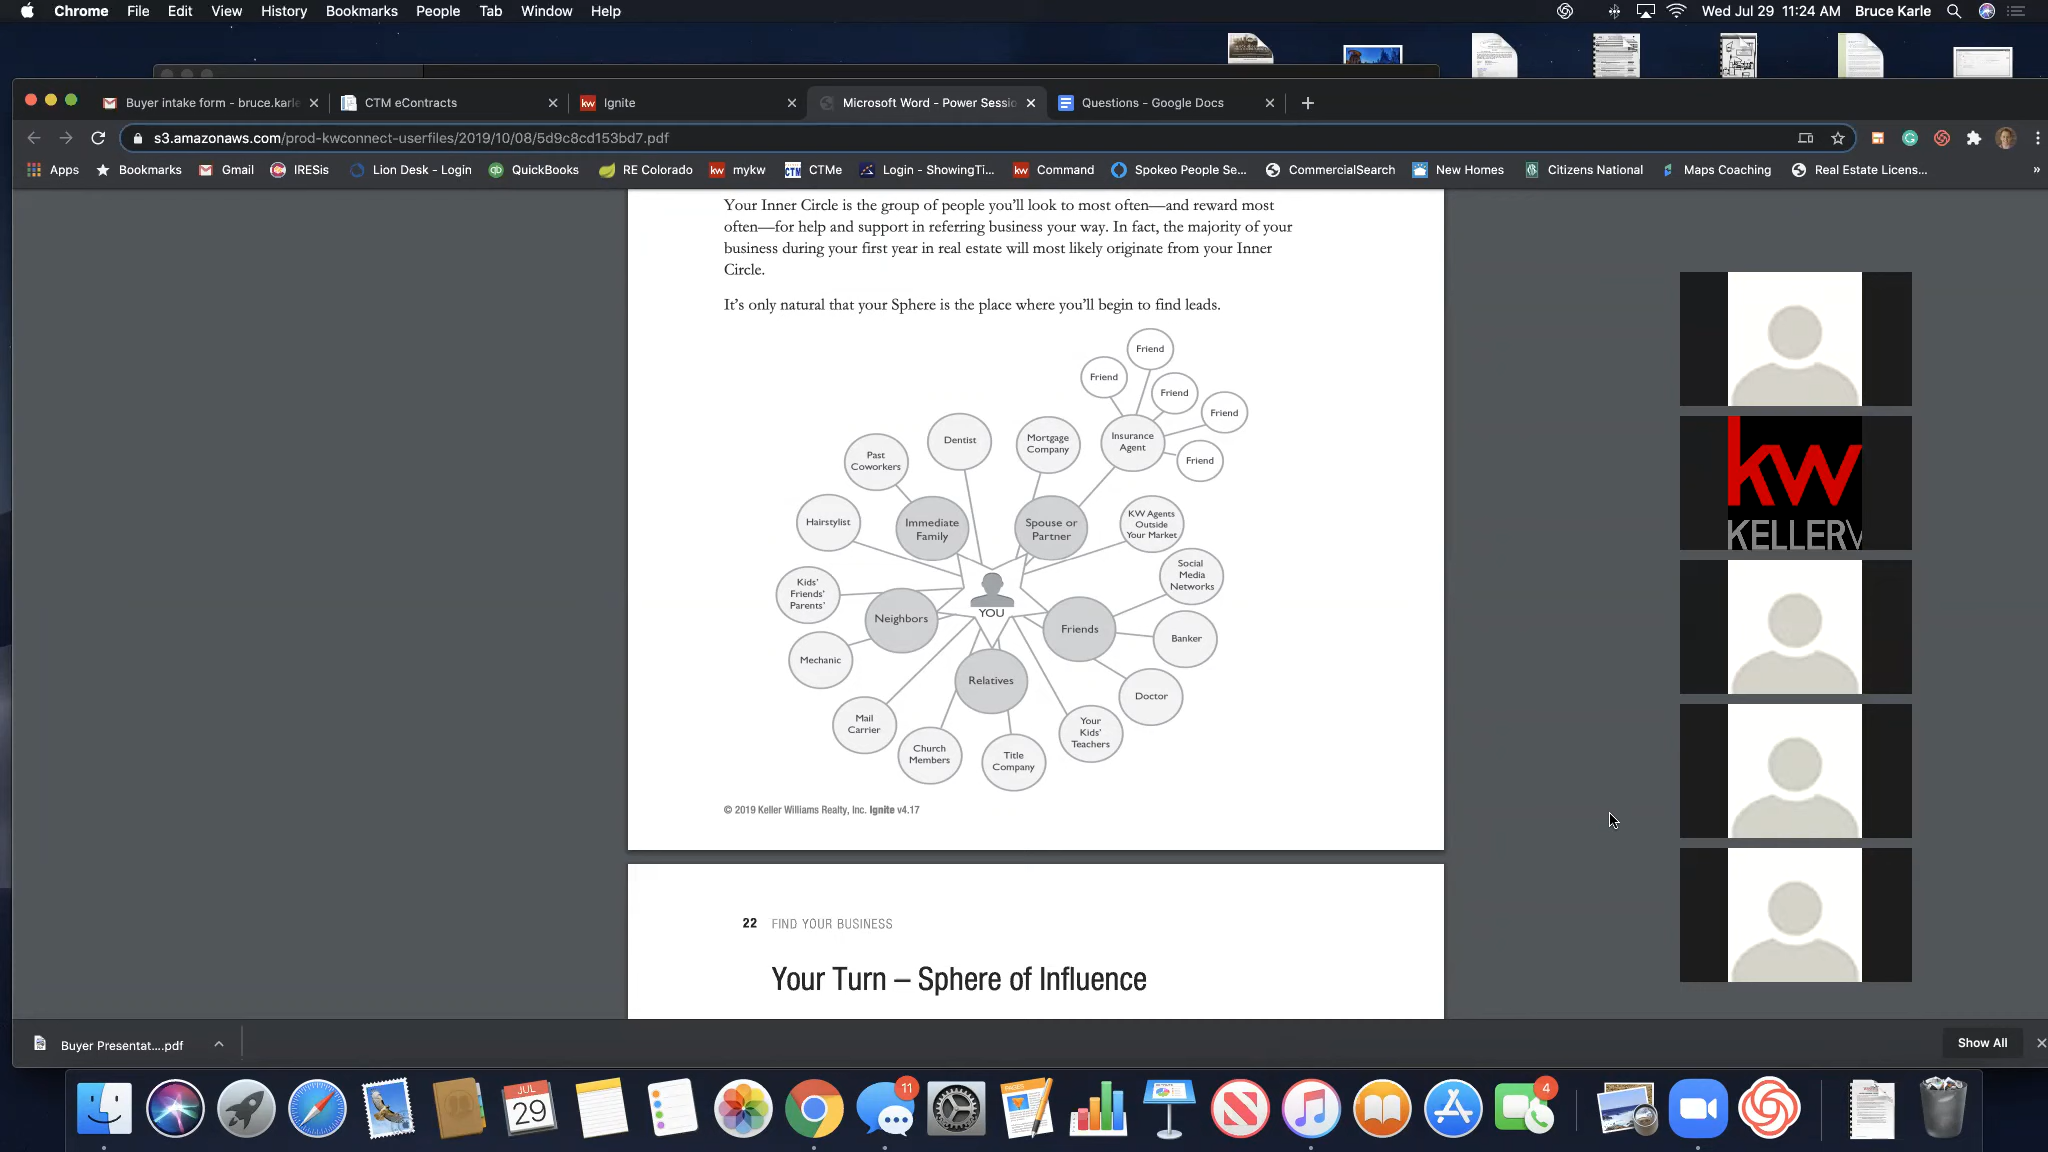 Chrome File Edit View History Bookmarks People Tab Window Help
Wed Jul 29 11:24 AM Bruce Karle
Buyer intake form - bruce.karle
CTM eContracts
kw Ignite
Microsoft Word - Power Sessio
Questions - Google Docs
s3.amazonaws.com/prod-kwconnect-userfiles/2019/10/08/5d9c8cd153bd7.pdf
Apps Bookmarks Gmail IRESis Lion Desk - Login qb QuickBooks RE Colorado kw mykw CTM CTMe Login - ShowingTi... kw Command Spokeo People Se... CommercialSearch New Homes Citizens National Maps Coaching Real Estate Licens... »
Your Inner Circle is the group of people you'll look to most often—and reward most
often—for help and support in referring business your way. In fact, the majority of your
business during your first year in real estate will most likely originate from your Inner
Circle.
It's only natural that your Sphere is the place where you'll begin to find leads.
Friend
Friend
Friend
Friend
Friend
Insurance
Agent
Mortgage
Company
Dentist
Past
Coworkers
Hairstylist
Immediate
Family
Spouse or
Partner
KW Agents
Outside
Your Market
Social
Media
Networks
Kids'
Friends'
Parents'
Neighbors
YOU
Friends
Banker
Mechanic
Relatives
Doctor
Mail
Carrier
Church
Members
Title
Company
Your
Kids'
Teachers
© 2019 Keller Williams Realty, Inc. Ignite v4.17
22 FIND YOUR BUSINESS
Your Turn – Sphere of Influence
kw
KELLERW
Buyer Presentat....pdf
Show All
JUL
29
11
4